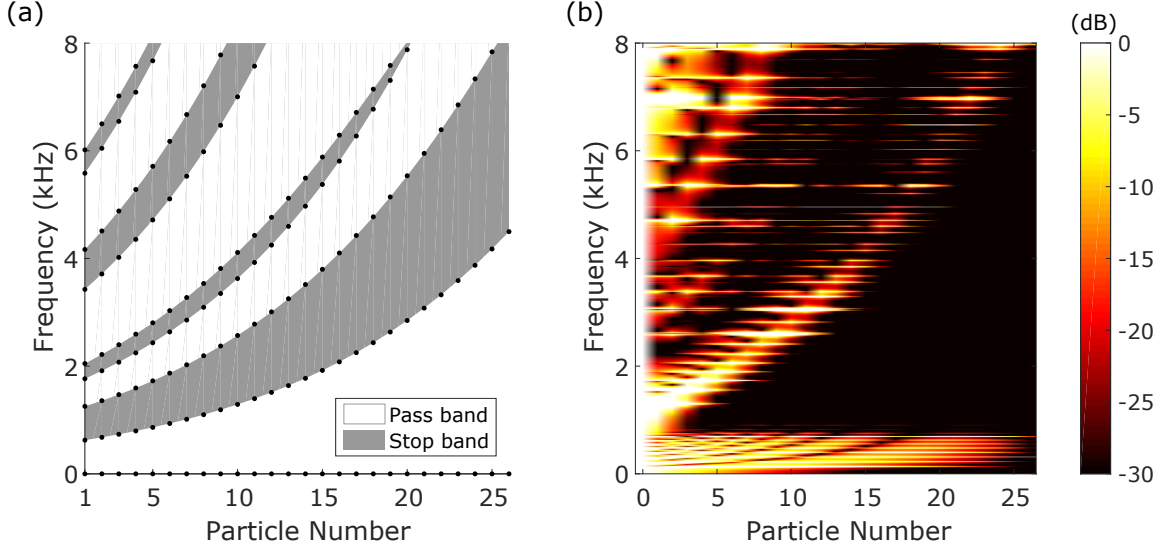 (a)
8
6
4
2
0
Frequency (kHz)
1 5 10 15 20 25
Particle Number
Pass band
Stop band
(b)
8
6
4
2
0
Frequency (kHz)
0 5 10 15 20 25
Particle Number
(dB)
0
-5
-10
-15
-20
-25
-30